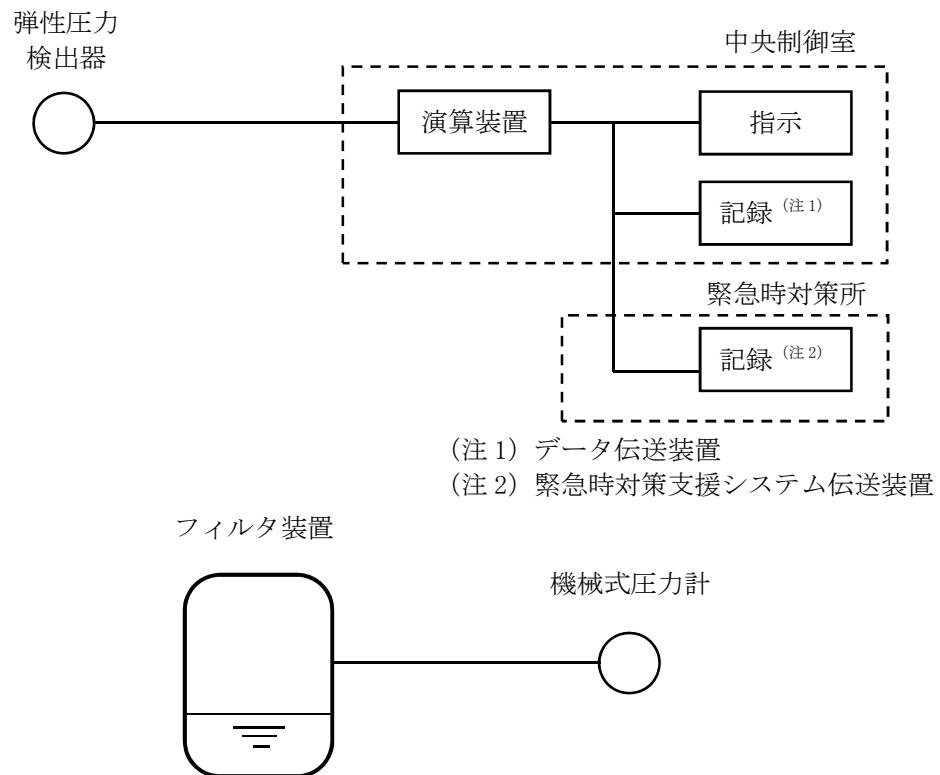 弾性圧力
検出器
中央制御室
演算装置
指示
記録（注1）
緊急時対策所
記録（注2）
（注1）データ伝送装置
（注2）緊急時対策支援システム伝送装置
フィルタ装置
機械式圧力計